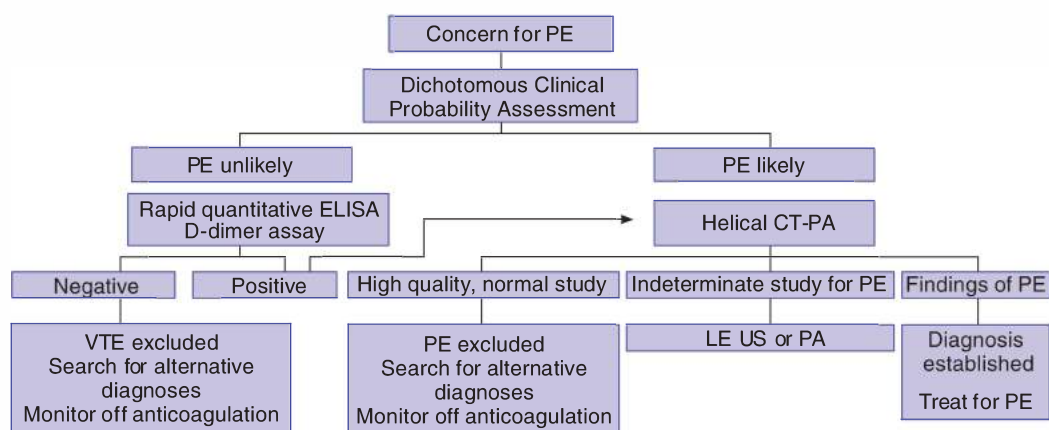 Concern for PE
Dichotomous Clinical
Probability Assessment
PE unlikely
PE likely
Rapid quantitative ELISA
D-dimer assay
Helical CT-PA
Negative
Positive
High quality, normal study
Indeterminate study for PE
Findings of PE
VTE excluded
Search for alternative
diagnoses
Monitor off anticoagulation
PE excluded
Search for alternative
diagnoses
Monitor off anticoagulation
LE US or PA
Diagnosis
established
Treat for PE